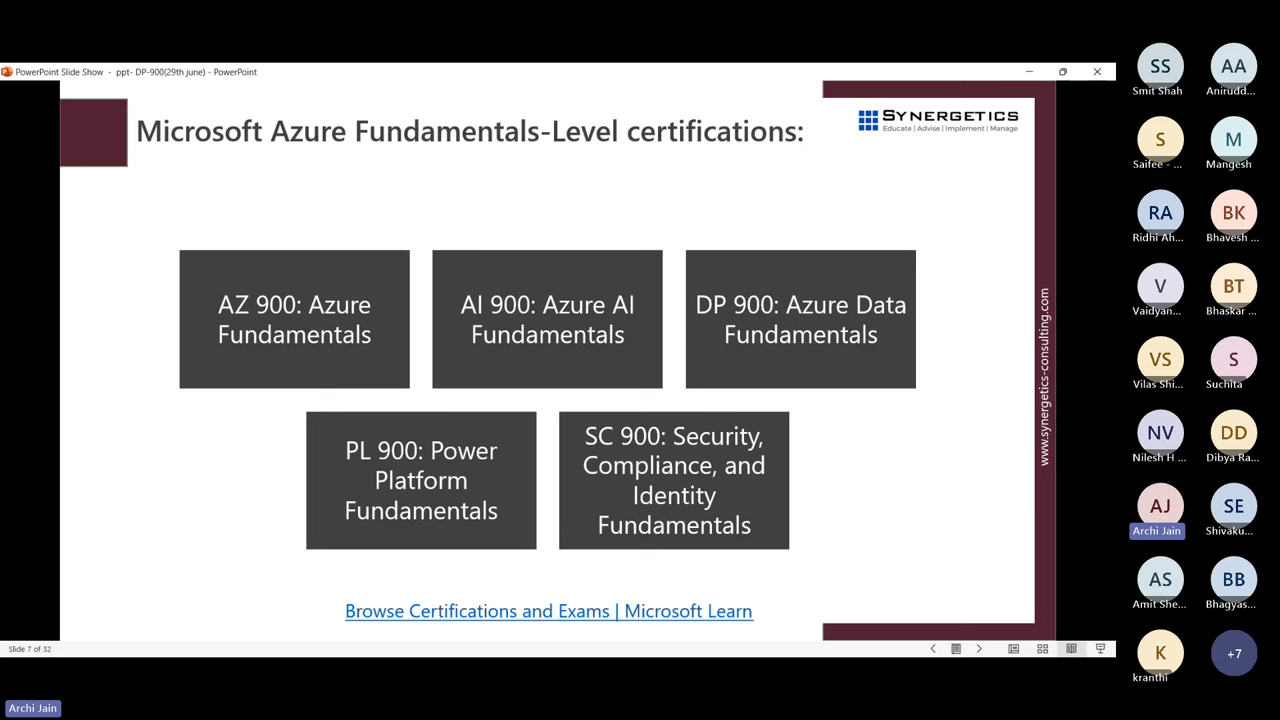 PowerPoint Slide Show - ppt- DP-900(29th june) - PowerPoint
Microsoft Azure Fundamentals-Level certifications:
SYNERGETICS
Educate | Advise | Implement | Manage
AZ 900: Azure
Fundamentals
AI 900: Azure AI
Fundamentals
DP 900: Azure Data
Fundamentals
PL 900: Power
Platform
Fundamentals
SC 900: Security,
Compliance, and
Identity
Fundamentals
Browse Certifications and Exams | Microsoft Learn
www.synergetics-consulting.com
Slide 7 of 32
Archi Jain
SS
Smit Shah
AA
Anirudd...
S
Saifee - ...
M
Mangesh
RA
Ridhi Ah...
BK
Bhavesh ...
V
Vaidyan...
BT
Bhaskar ...
VS
Vilas Shi...
S
Suchita
NV
Nilesh H ...
DD
Dibya Ra...
AJ
Archi Jain
SE
Shivaku...
AS
Amit She...
BB
Bhagyas...
K
kranthi
+7